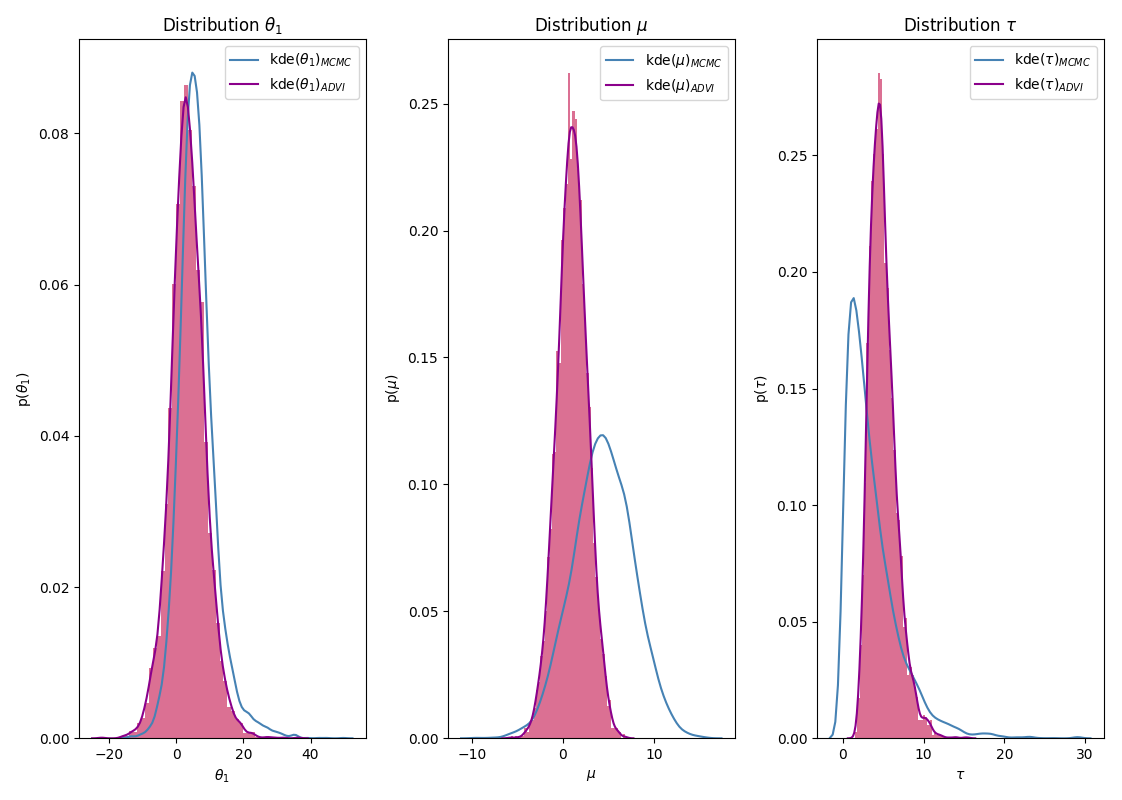 Distribution θ₁
kde(θ₁)MCMC
kde(θ₁)ADVI
p(θ₁)
0.00
0.02
0.04
0.06
0.08
−20
0
20
40
θ₁
Distribution μ
kde(μ)MCMC
kde(μ)ADVI
p(μ)
0.00
0.05
0.10
0.15
0.20
0.25
−10
0
10
μ
Distribution τ
kde(τ)MCMC
kde(τ)ADVI
p(τ)
0.00
0.05
0.10
0.15
0.20
0.25
0
10
20
30
τ